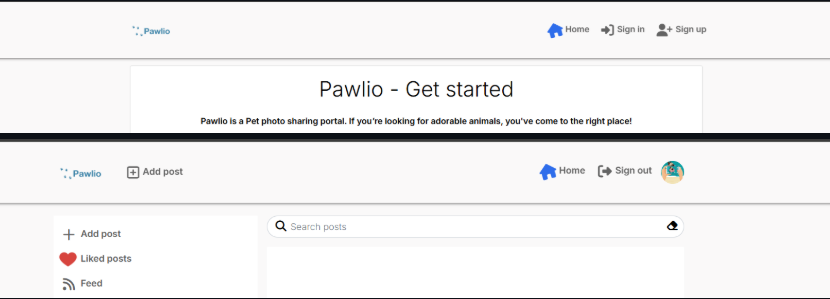 Pawlio Home Sign in Sign up
Pawlio - Get started
Pawlio is a Pet photo sharing portal. If you're looking for adorable animals, you've come to the right place!
Pawlio Add post Home Sign out
Add post
Search posts
Liked posts
Feed